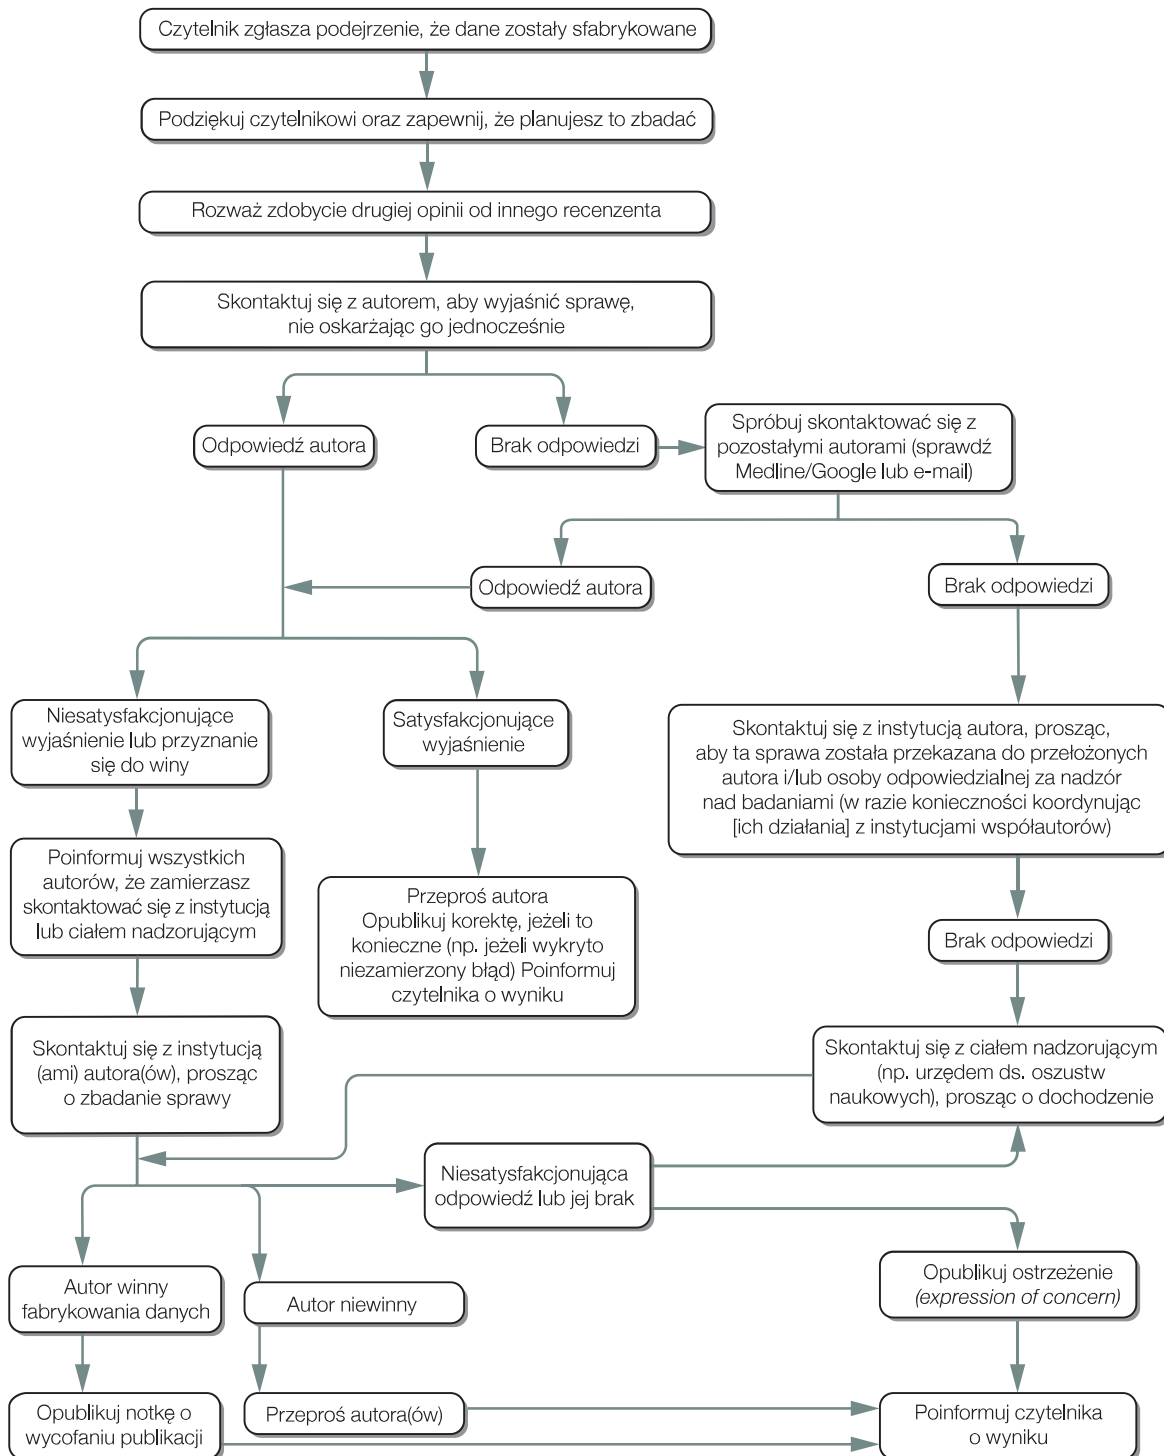 Czytelnik zgłasza podejrzenie, że dane zostały sfabrykowane
Podziękuj czytelnikowi oraz zapewnij, że planujesz to zbadać
Rozważ zdobycie drugiej opinii od innego recenzenta
Skontaktuj się z autorem, aby wyjaśnić sprawę,
nie oskarżając go jednocześnie
Odpowiedź autora
Brak odpowiedzi
Spróbuj skontaktować się z
pozostałymi autorami (sprawdź
Medline/Google lub e-mail)
Odpowiedź autora
Brak odpowiedzi
Niesatysfakcjonujące
wyjaśnienie lub przyznanie
się do winy
Satysfakcjonujące
wyjaśnienie
Skontaktuj się z instytucją autora, prosząc,
aby ta sprawa została przekazana do przełożonych
autora i/lub osoby odpowiedzialnej za nadzór
nad badaniami (w razie konieczności koordynując
[ich działania] z instytucjami współautorów)
Poinformuj wszystkich
autorów, że zamierzasz
skontaktować się z instytucją
lub ciałem nadzorującym
Przeproś autora
Opublikuj korektę, jeżeli to
konieczne (np. jeżeli wykryto
niezamierzony błąd) Poinformuj
czytelnika o wyniku
Brak odpowiedzi
Skontaktuj się z instytucją
(ami) autora(ów), prosząc
o zbadanie sprawy
Skontaktuj się z ciałem nadzorującym
(np. urzędem ds. oszustw
naukowych), prosząc o dochodzenie
Niesatysfakcjonująca
odpowiedź lub jej brak
Autor winny
fabrykowania danych
Autor niewinny
Opublikuj ostrzeżenie
(expression of concern)
Opublikuj notkę o
wycofaniu publikacji
Przeproś autora(ów)
Poinformuj czytelnika
o wyniku